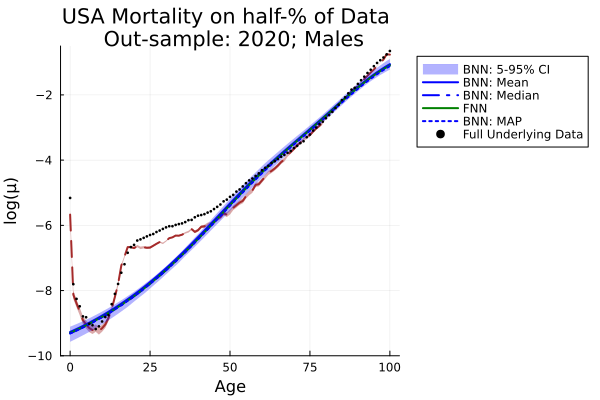 USA Mortality on half-% of Data
Out-sample: 2020; Males
BNN: 5-95% CI
BNN: Mean
BNN: Median
FNN
BNN: MAP
Full Underlying Data
log(μ)
−2
−4
−6
−8
−10
0
25
50
75
100
Age